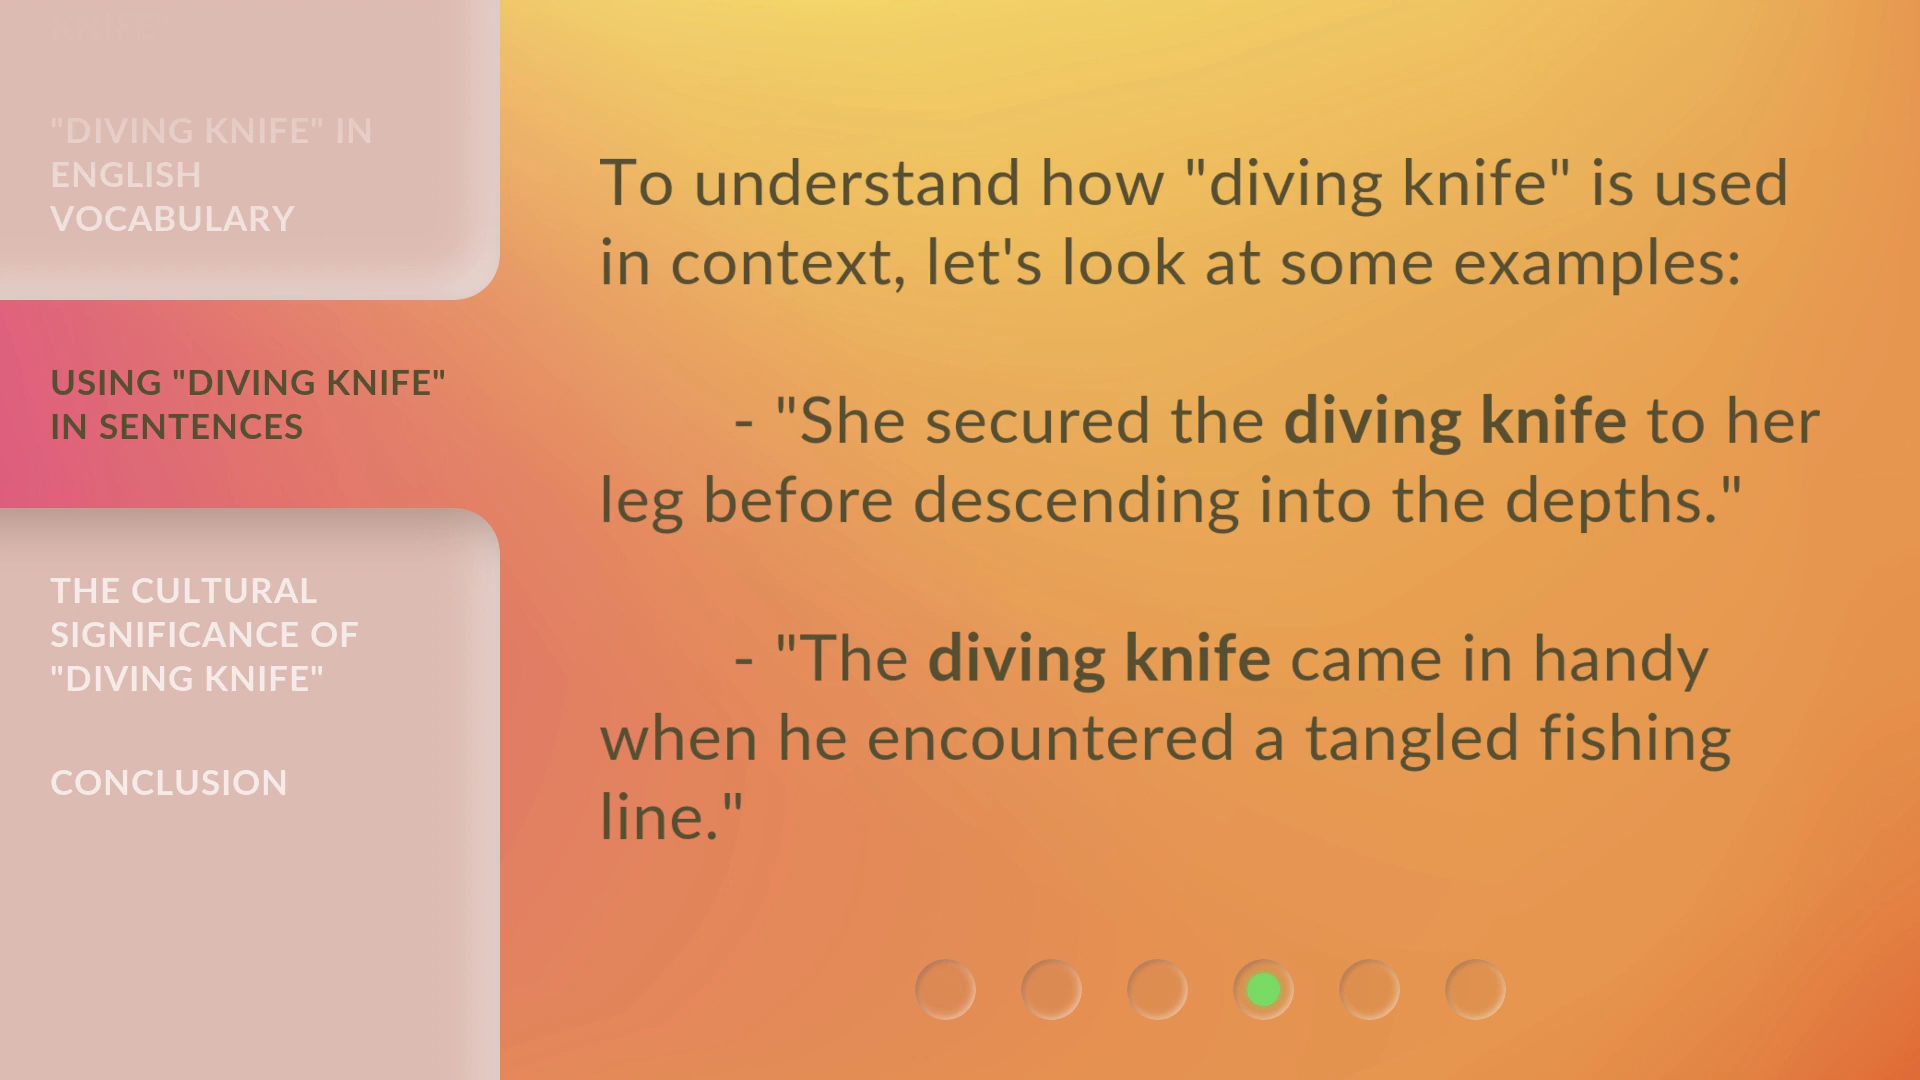 "DIVING KNIFE" IN
ENGLISH
VOCABULARY
USING "DIVING KNIFE"
IN SENTENCES
THE CULTURAL
SIGNIFICANCE OF
"DIVING KNIFE"
CONCLUSION
To understand how "diving knife" is used
in context, let's look at some examples:
- "She secured the diving knife to her
leg before descending into the depths."
- "The diving knife came in handy
when he encountered a tangled fishing
line."